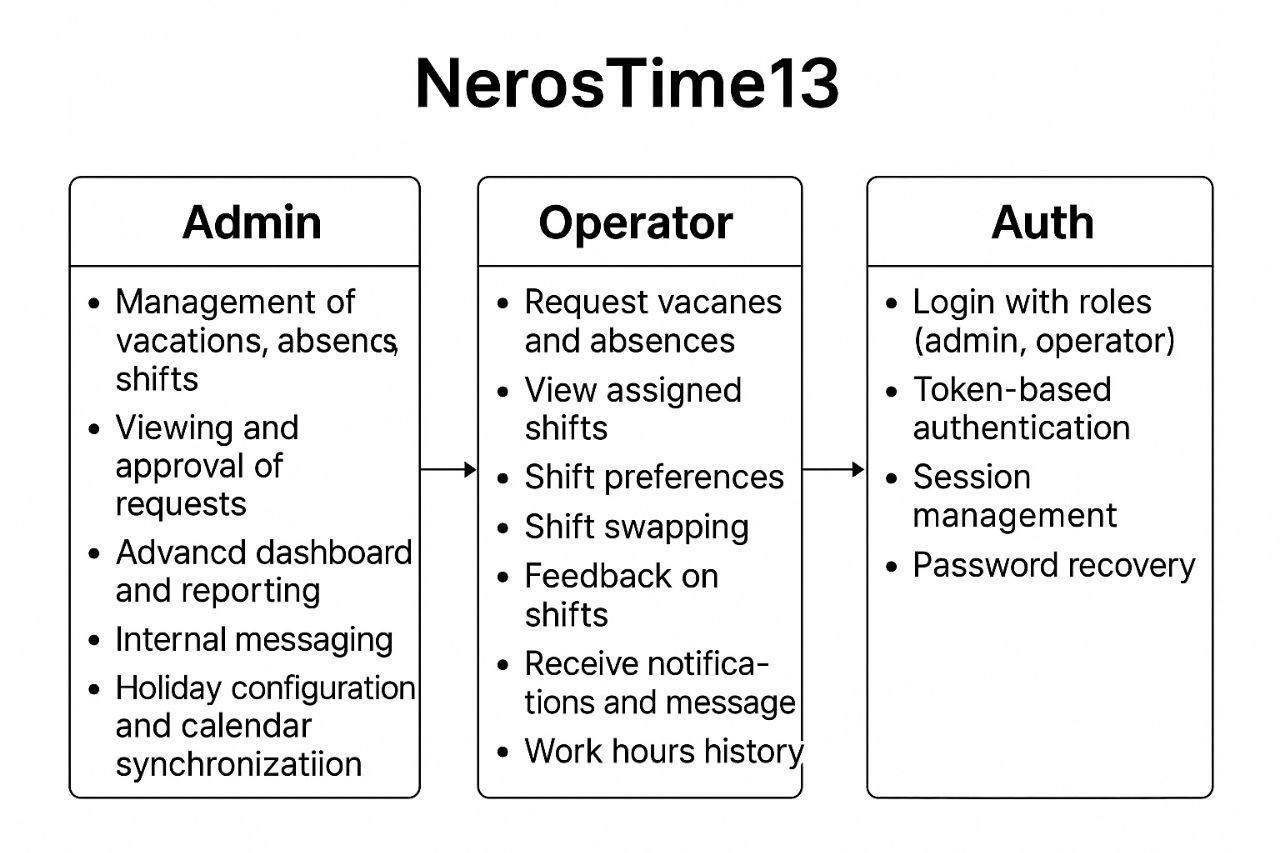 NerosTime13
Admin
• Management of
vacations, absencs,
shifts
• Viewing and
approval of
requests
• Advancd dashboard
and reporting
• Internal messaging
• Holiday configuration
and calendar
synchronizatiion
Operator
• Request vacanes
and absences
• View assigned
shifts
• Shift preferences
• Shift swapping
• Feedback on
shifts
• Receive notifica-
tions and message
• Work hours history
Auth
• Login with roles
(admin, operator)
• Token-based
authentication
• Session
management
• Password recovery